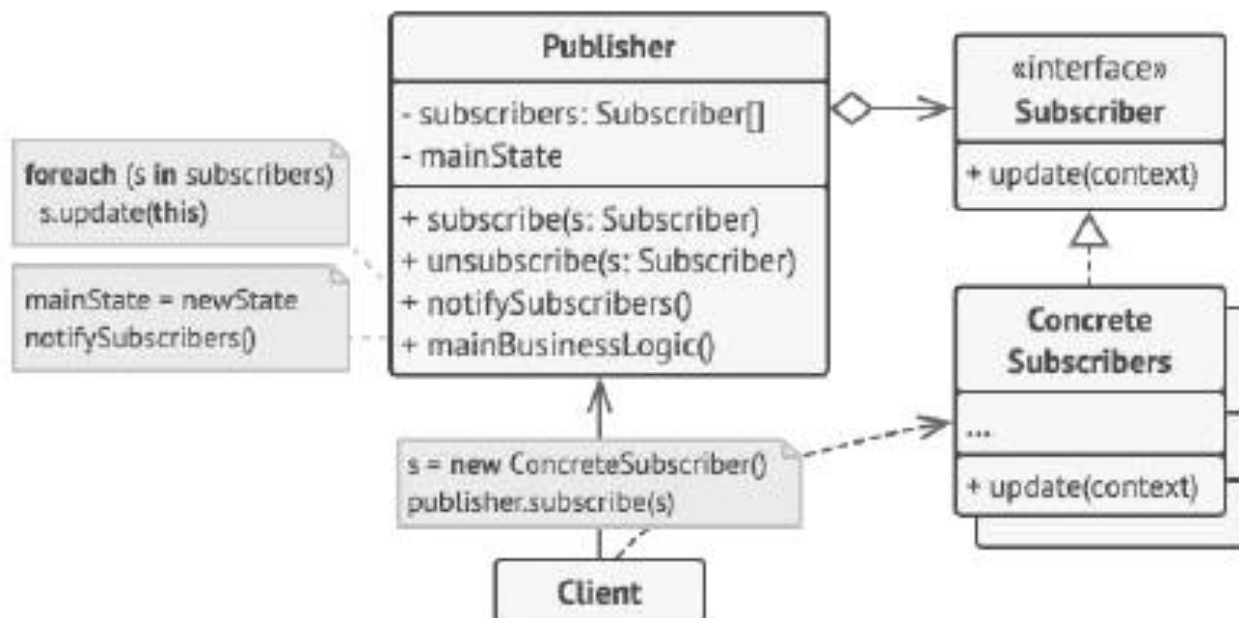 Publisher
- subscribers: Subscriber[]
- mainState
+ subscribe(s: Subscriber)
+ unsubscribe(s: Subscriber)
+ notifySubscribers()
+ mainBusinessLogic()
foreach (s in subscribers)
s.update(this)
mainState = newState
notifySubscribers()
«interface»
Subscriber
+ update(context)
Concrete
Subscribers
...
+ update(context)
s = new ConcreteSubscriber()
publisher.subscribe(s)
Client